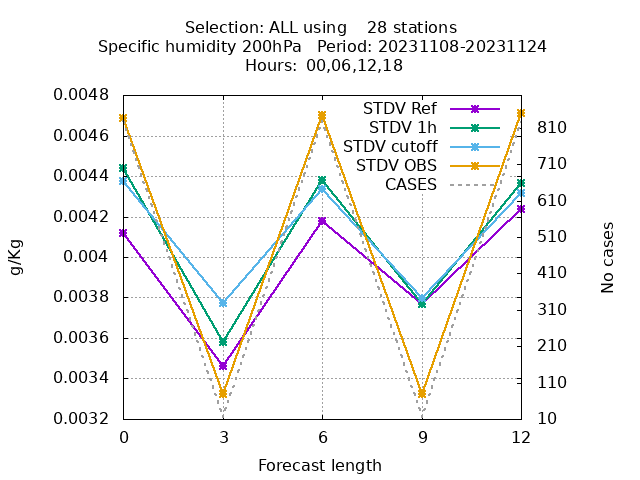 Selection: ALL using    28 stations
Specific humidity 200hPa   Period: 20231108-20231124
Hours:  00,06,12,18
STDV Ref
STDV 1h
STDV cutoff
STDV OBS
CASES
0.0048
0.0046
0.0044
0.0042
0.004
0.0038
0.0036
0.0034
0.0032
g/Kg
810
710
610
510
410
310
210
110
10
No cases
0 3 6 9 12
Forecast length